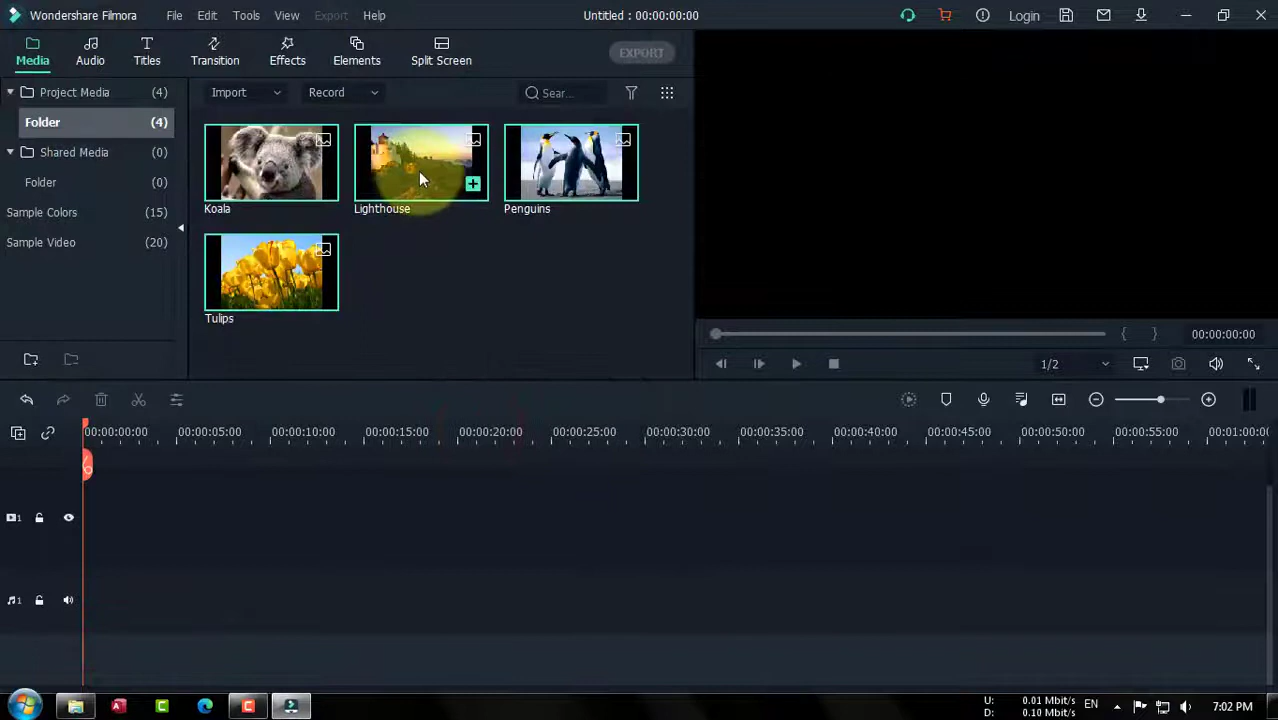 Wondershare Filmora File Edit Tools View Export Help Untitled : 00:00:00:00 Login
Media Audio Titles Transition Effects Elements Split Screen EXPORT
Project Media (4) Import Record Sear...
Folder (4)
Shared Media (0)
Folder (0)
Sample Colors (15)
Sample Video (20)
Koala Lighthouse Penguins
Tulips
{ } 00:00:00:00
1/2
00:00:00:00 00:00:05:00 00:00:10:00 00:00:15:00 00:00:20:00 00:00:25:00 00:00:30:00 00:00:35:00 00:00:40:00 00:00:45:00 00:00:50:00 00:00:55:00 00:01:00:00
1
1
U: 0.01 Mbit/s
D: 0.10 Mbit/s
EN 7:02 PM